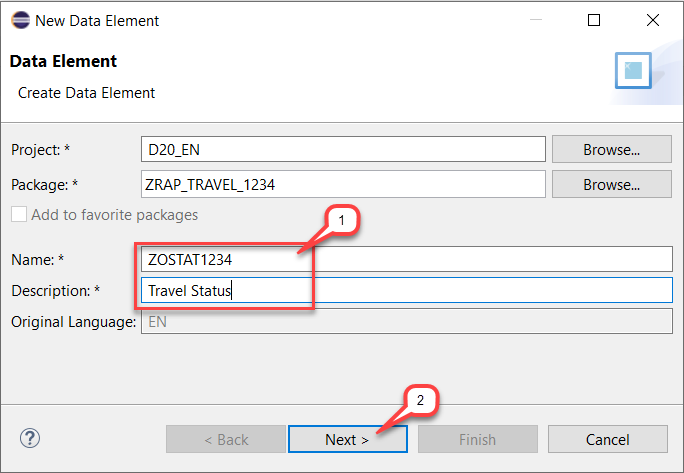 New Data Element
Data Element
Create Data Element
Project: * D20_EN Browse...
Package: * ZRAP_TRAVEL_1234 Browse...
Add to favorite packages
1
Name: * ZOSTAT1234
Description: * Travel Status
Original Language: EN
2
? < Back Next > Finish Cancel